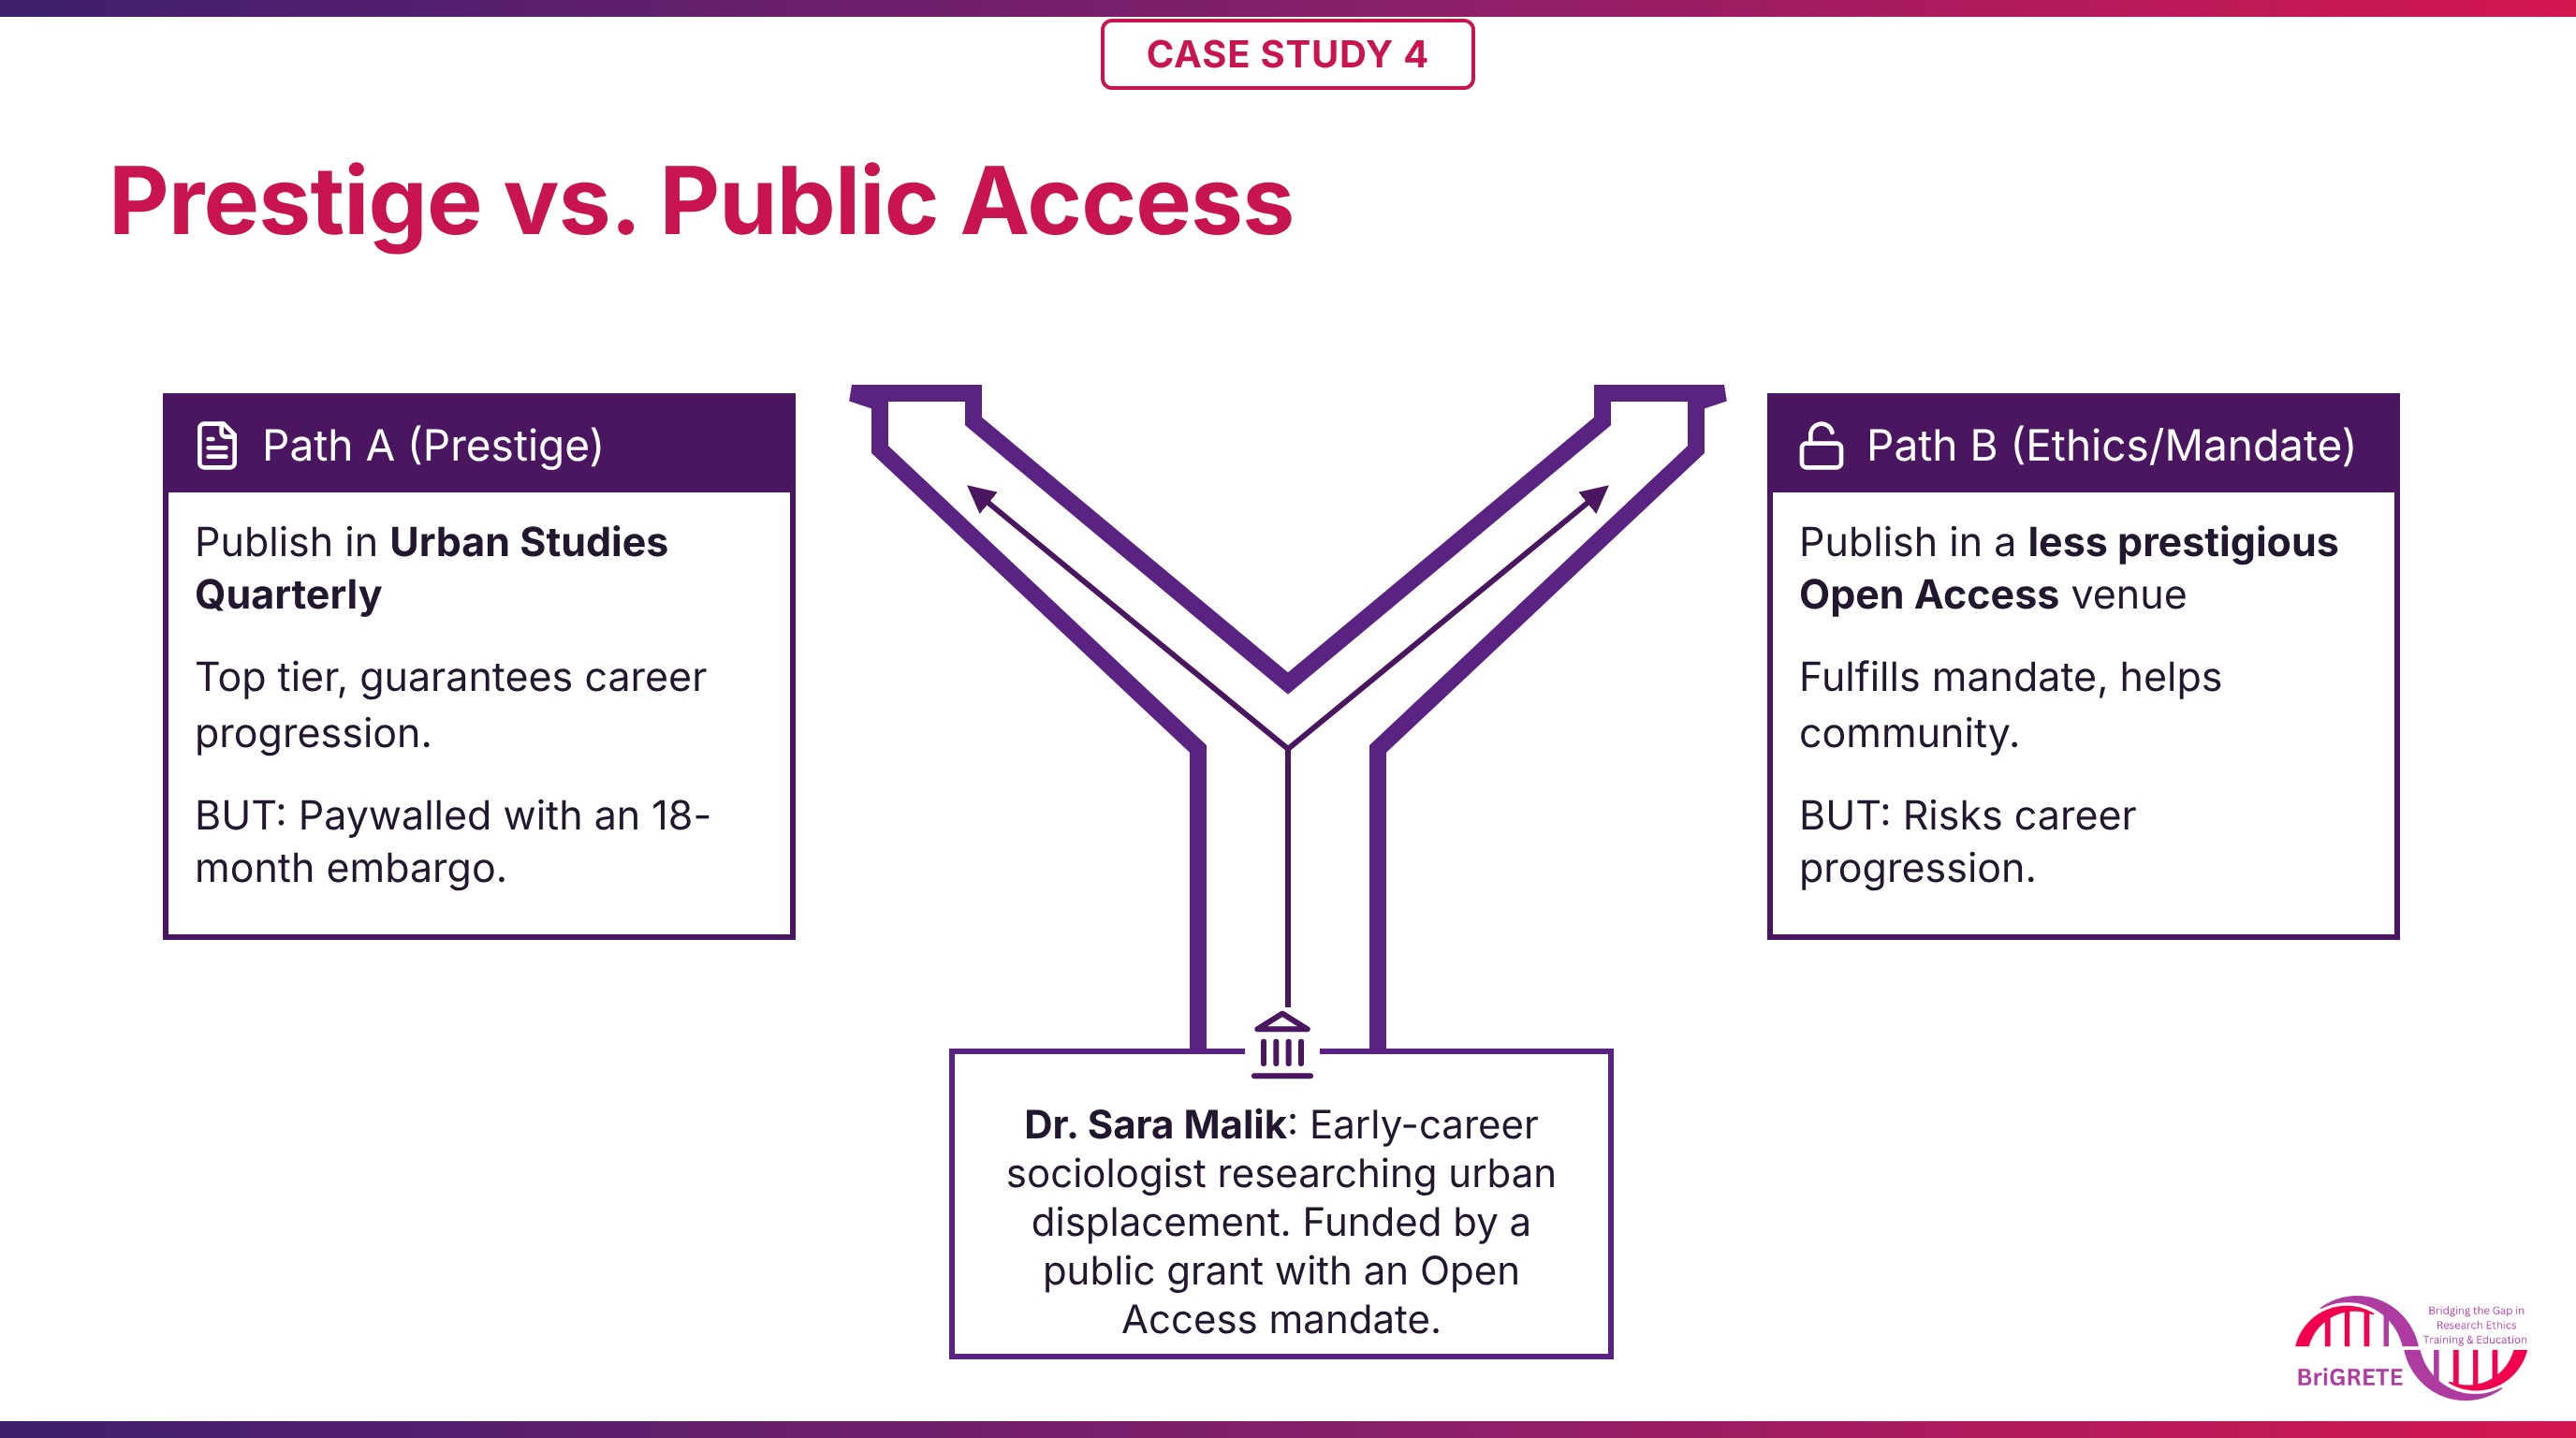 CASE STUDY 4
Prestige vs. Public Access
Path A (Prestige)
Publish in Urban Studies
Quarterly
Top tier, guarantees career
progression.
BUT: Paywalled with an 18-
month embargo.
Path B (Ethics/Mandate)
Publish in a less prestigious
Open Access venue
Fulfills mandate, helps
community.
BUT: Risks career
progression.
Dr. Sara Malik: Early-career
sociologist researching urban
displacement. Funded by a
public grant with an Open
Access mandate.
Bridging the Gap in
Research Ethics
Training & Education
BriGRETE